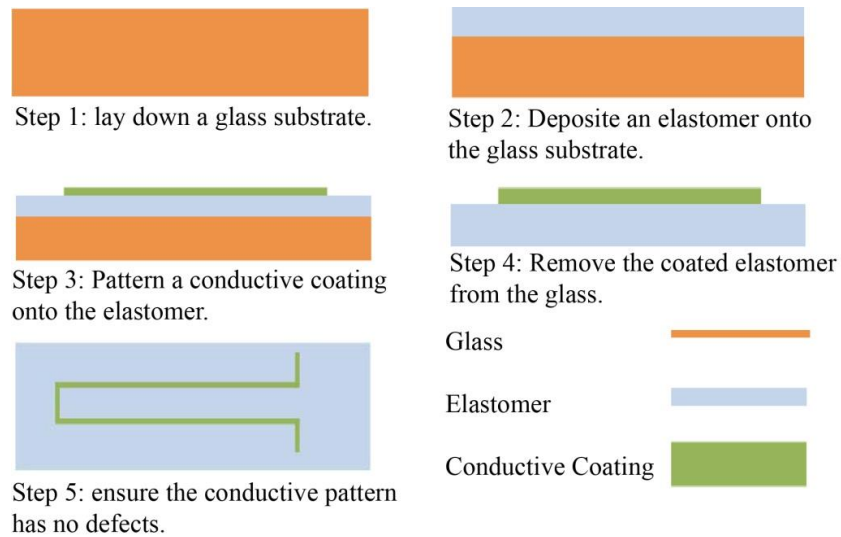 Step 1: lay down a glass substrate.
Step 2: Deposite an elastomer onto
the glass substrate.
Step 3: Pattern a conductive coating
onto the elastomer.
Step 4: Remove the coated elastomer
from the glass.
Glass
Elastomer
Conductive Coating
Step 5: ensure the conductive pattern
has no defects.